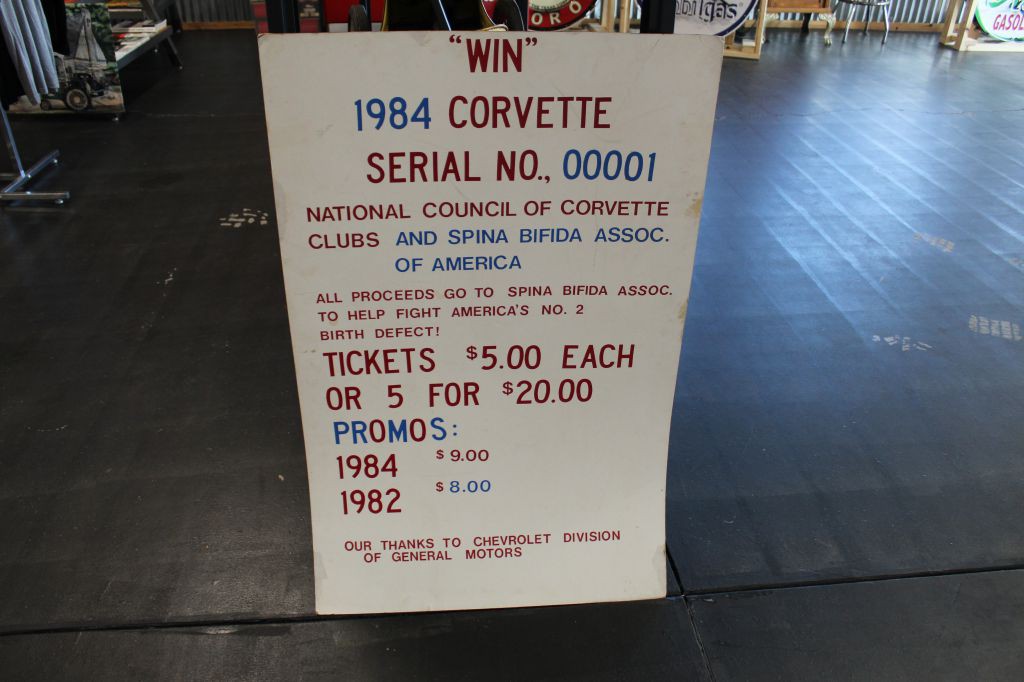 "WIN"
1984 CORVETTE
SERIAL NO., 00001
NATIONAL COUNCIL OF CORVETTE
CLUBS AND SPINA BIFIDA ASSOC.
OF AMERICA
ALL PROCEEDS GO TO SPINA BIFIDA ASSOC.
TO HELP FIGHT AMERICA'S NO. 2
BIRTH DEFECT!
TICKETS $5.00 EACH
OR 5 FOR $20.00
PROMOS:
1984 $9.00
1982 $8.00
OUR THANKS TO CHEVROLET DIVISION
OF GENERAL MOTORS